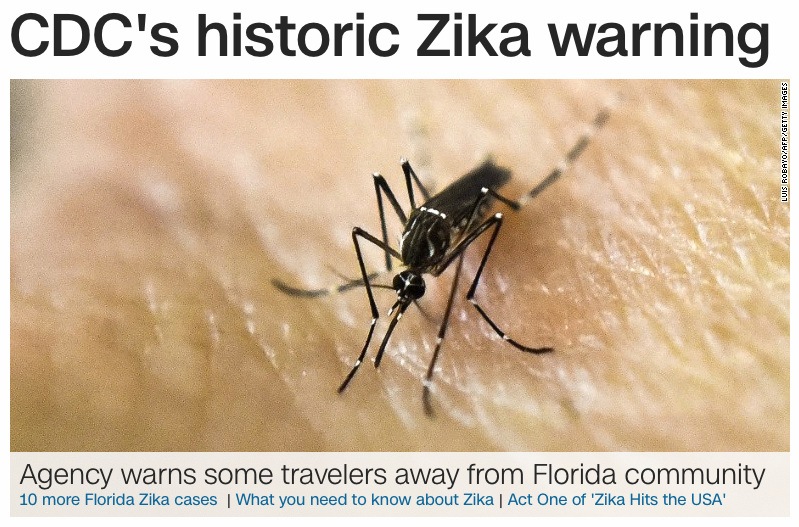 CDC's historic Zika warning
LUIS ROBAYO/AFP/GETTY IMAGES
Agency warns some travelers away from Florida community
10 more Florida Zika cases | What you need to know about Zika | Act One of 'Zika Hits the USA'